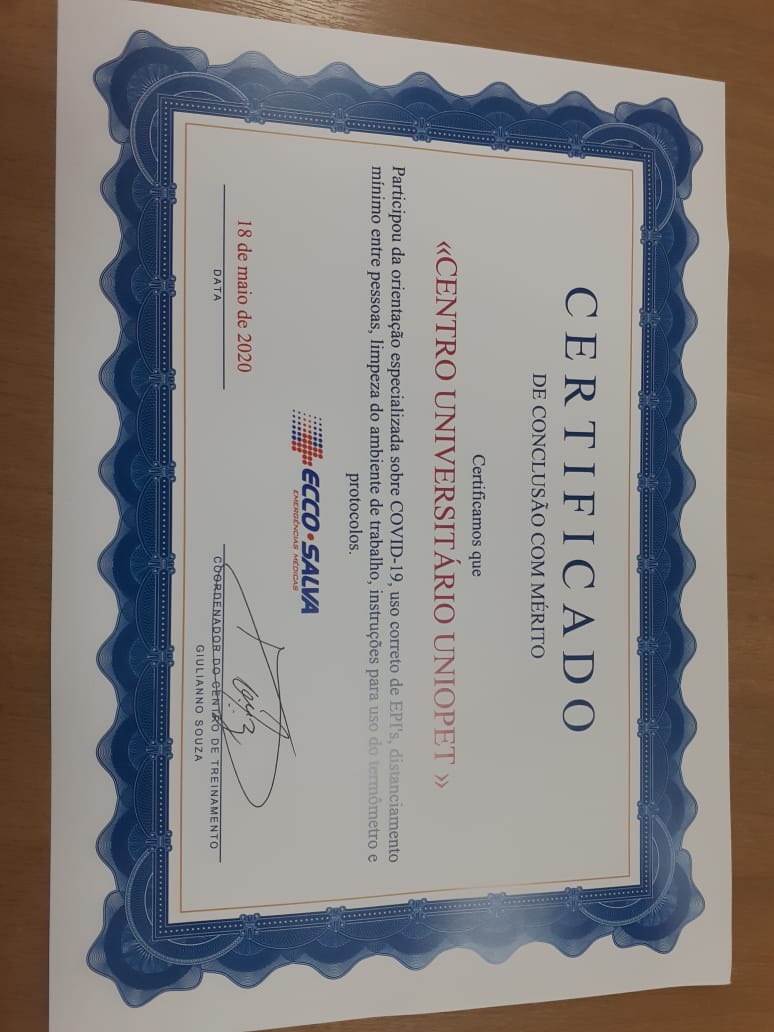 CERTIFICADO
DE CONCLUSÃO COM MÉRITO
Certificamos que
«CENTRO UNIVERSITÁRIO UNIOPET »
Participou da orientação especializada sobre COVID-19, uso correto de EPI's, distanciamento
mínimo entre pessoas, limpeza do ambiente de trabalho, instruções para uso do termômetro e
protocolos.
ECCO•SALVA
EMERGÊNCIAS MÉDICAS
18 de maio de 2020
DATA
COORDENADOR DO CENTRO DE TREINAMENTO
GIULIANNO SOUZA